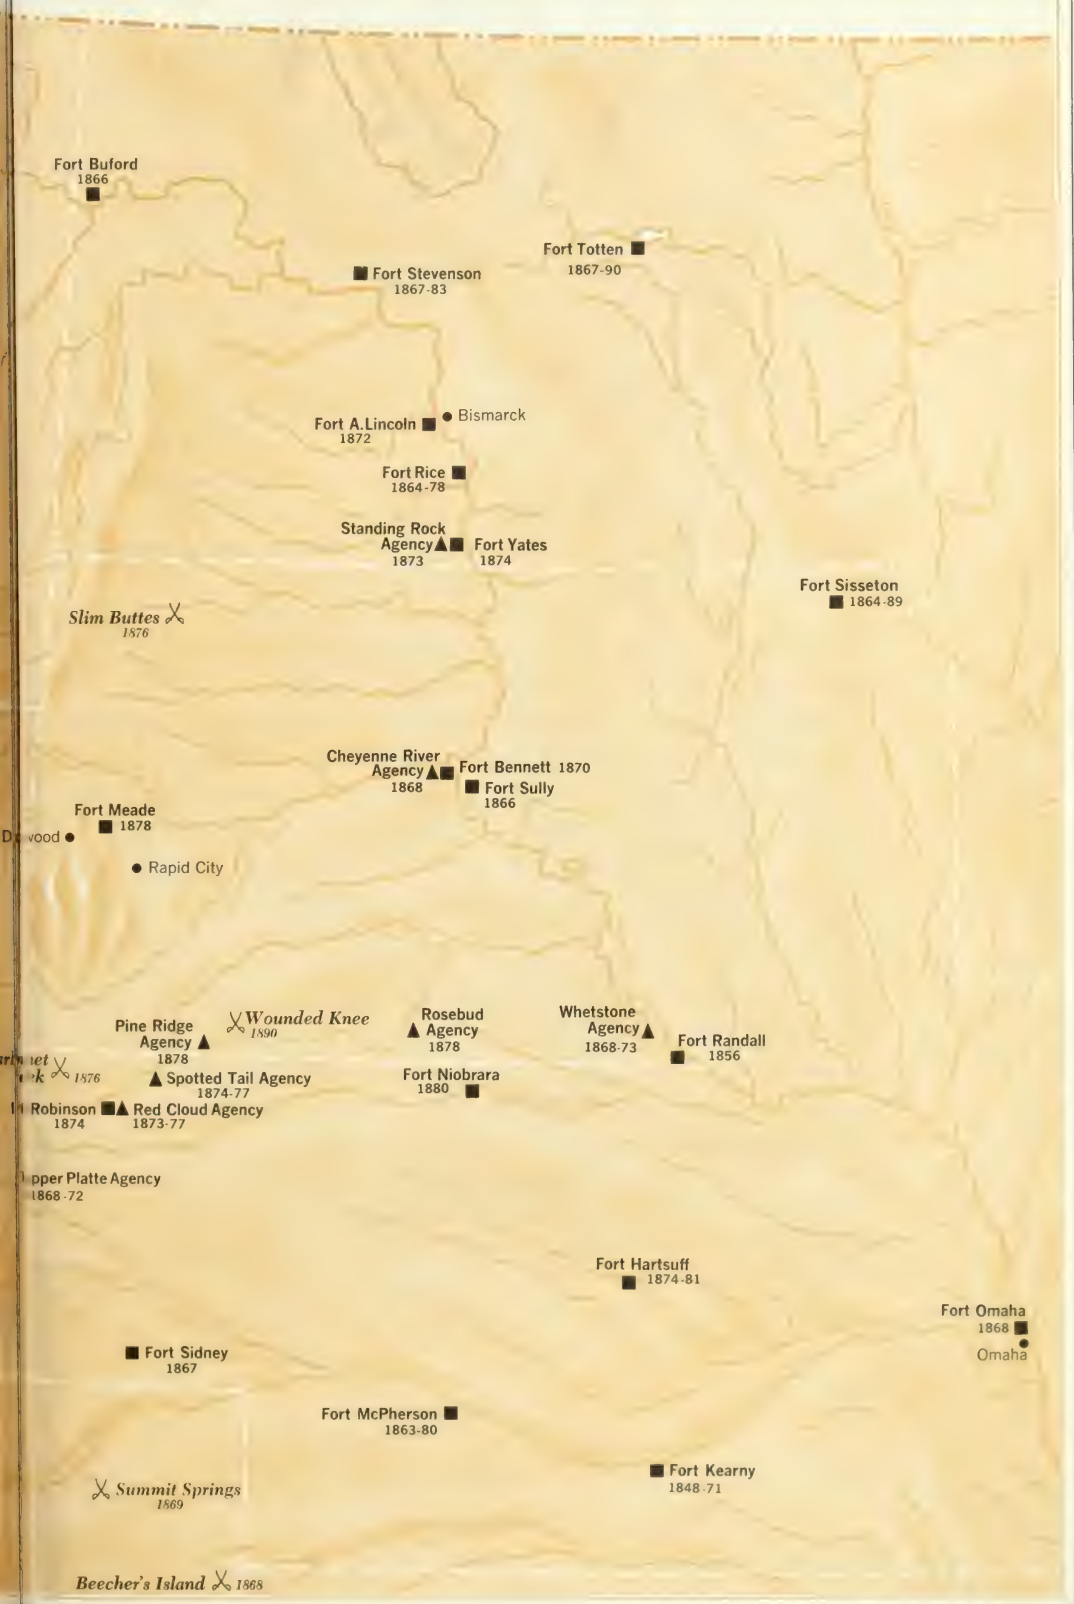 Fort Buford
1866
Fort Totten
1867-90
Fort Stevenson
1867-83
Bismarck
Fort A.Lincoln
1872
Fort Rice
1864-78
Standing Rock
Agency
1873
Fort Yates
1874
Fort Sisseton
1864-89
Slim Buttes
1876
Cheyenne River
Agency
1868
Fort Bennett 1870
Fort Sully
1866
Fort Meade
1878
Rapid City
Wounded Knee
1890
Pine Ridge
Agency
1878
Rosebud
Agency
1878
Whetstone
Agency
1868-73
Fort Randall
1856
1876
Spotted Tail Agency
1874-77
Fort Niobrara
1880
Robinson
1874
Red Cloud Agency
1873-77
pper Platte Agency
1868-72
Fort Hartsuff
1874-81
Fort Omaha
1868
Omaha
Fort Sidney
1867
Fort McPherson
1863-80
Fort Kearny
1848-71
Summit Springs
1869
Beecher's Island 1868